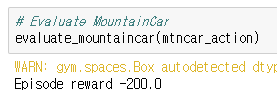 # Evaluate MountainCar
evaluate_mountaincar(mtncar_action)
WARN: gym.spaces.Box autodetected dtyp
Episode reward -200.0